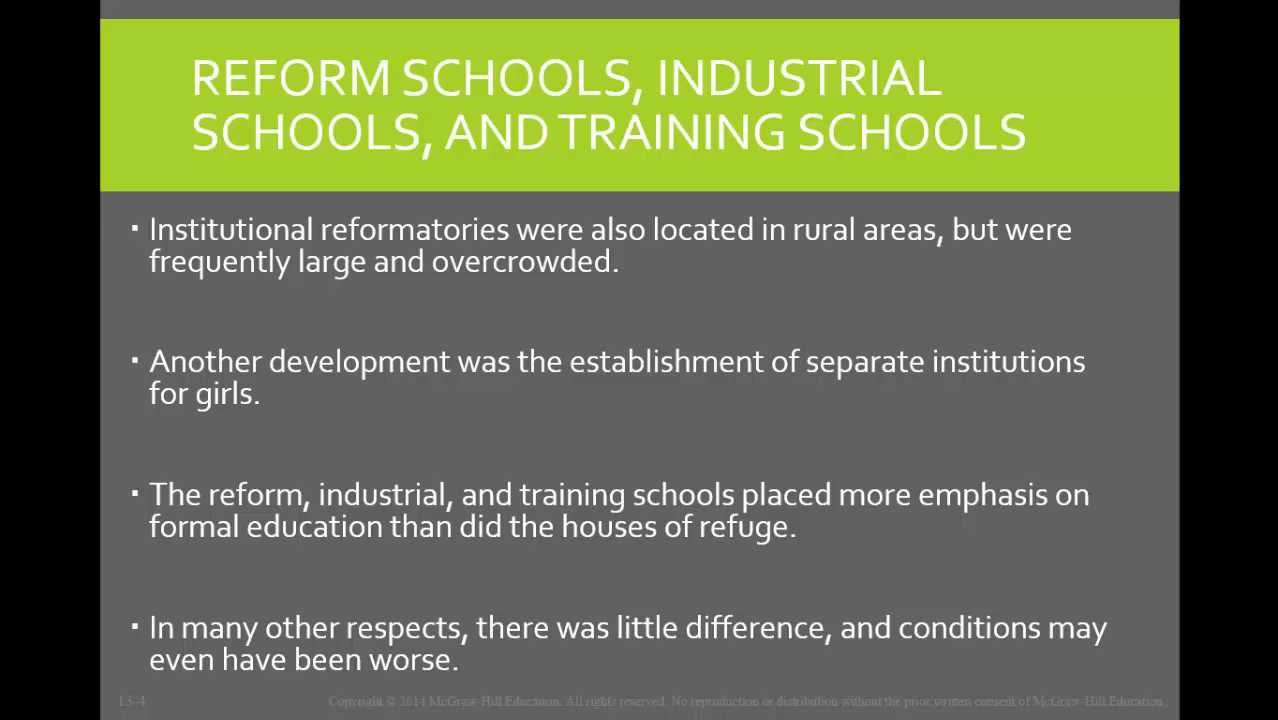 REFORM SCHOOLS, INDUSTRIAL
SCHOOLS, AND TRAINING SCHOOLS
▪ Institutional reformatories were also located in rural areas, but were
frequently large and overcrowded.
▪ Another development was the establishment of separate institutions
for girls.
▪ The reform, industrial, and training schools placed more emphasis on
formal education than did the houses of refuge.
▪ In many other respects, there was little difference, and conditions may
even have been worse.
13-4 Copyright © 2014 McGraw-Hill Education. All rights reserved. No reproduction or distribution without the prior written consent of McGraw-Hill Education.